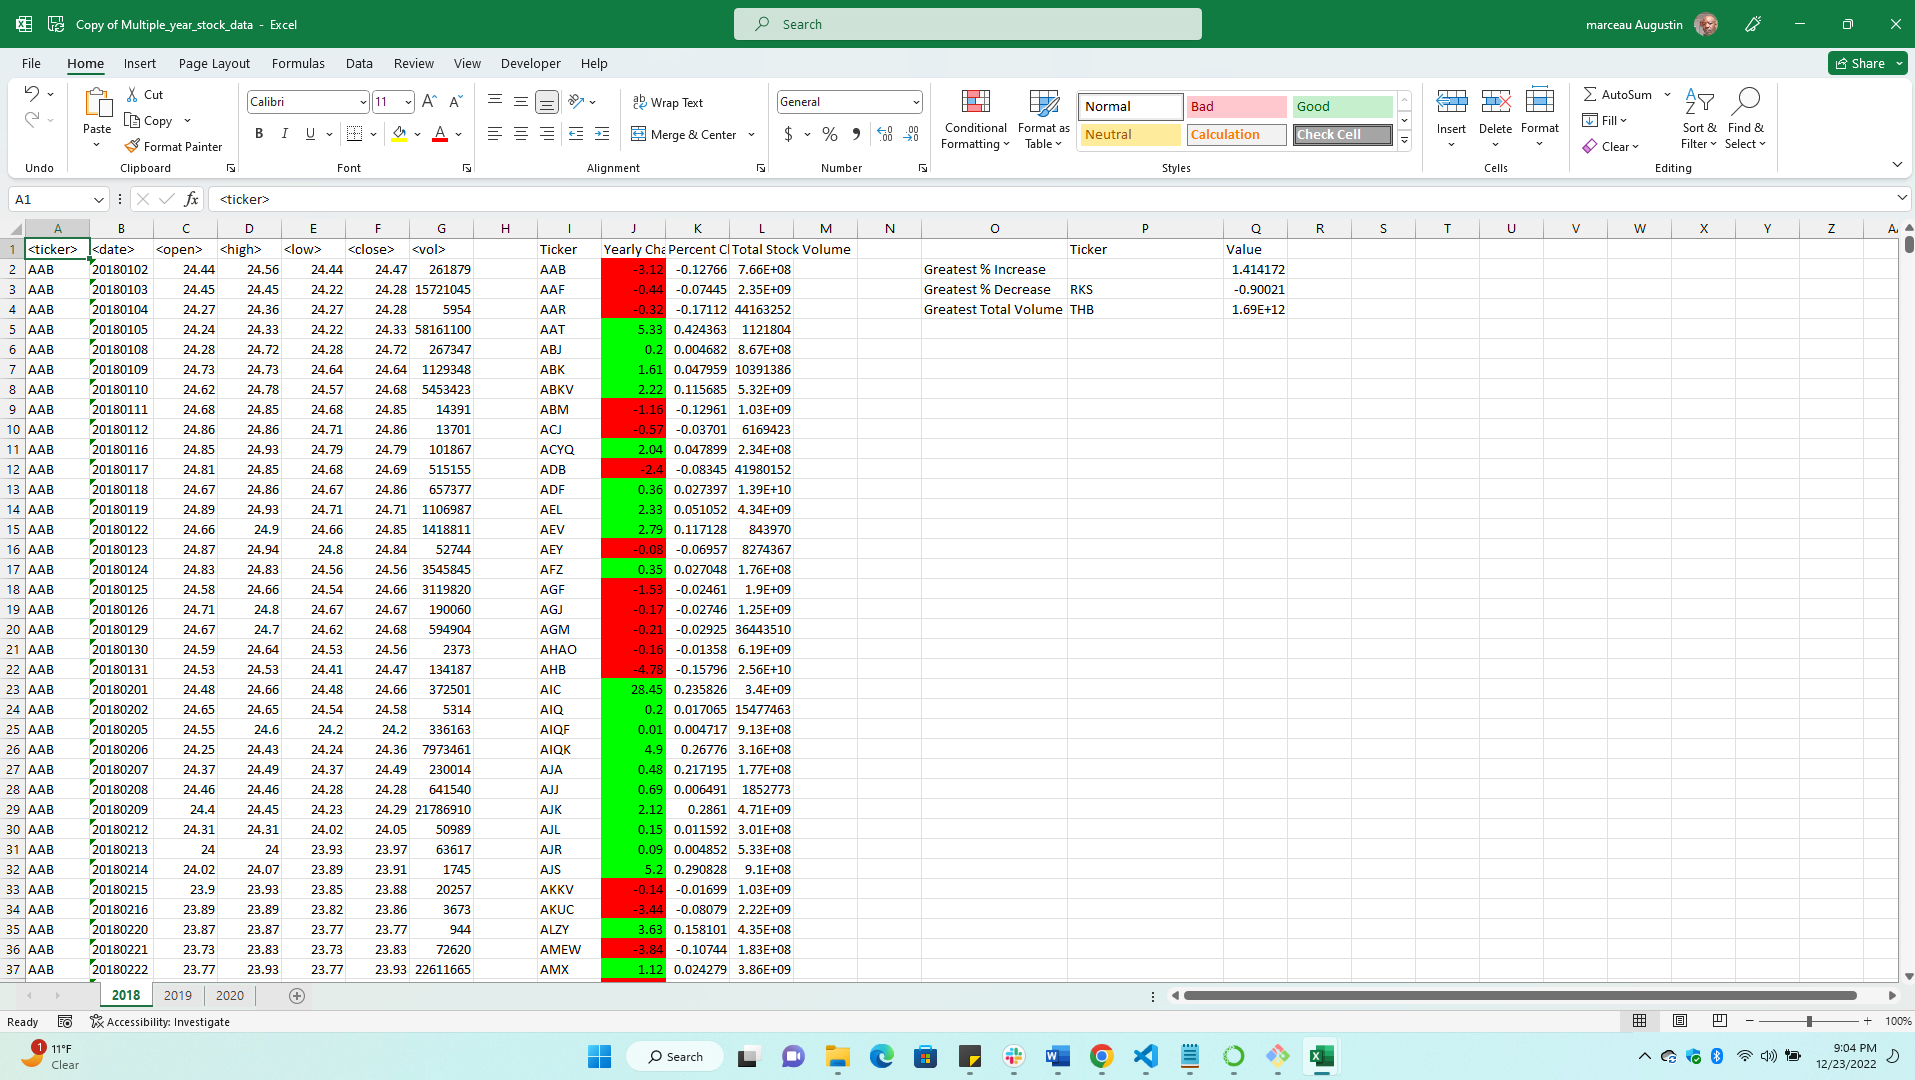 Copy of Multiple_year_stock_data - Excel
Search
marceau Augustin
File Home Insert Page Layout Formulas Data Review View Developer Help
Share
Undo
Paste
Cut
Copy
Format Painter
Clipboard
Calibri 11
B I U
Font
Wrap Text
Merge & Center
Alignment
General
$ % 9
Number
Conditional Formatting
Format as Table
Normal Bad Good
Neutral Calculation Check Cell
Styles
Insert Delete Format
Cells
AutoSum
Fill
Clear
Sort & Filter
Find & Select
Editing
A1 fx <ticker>
A B C D E F G H I J K L M N O P Q R S T U V W X Y Z
1 <ticker> <date> <open> <high> <low> <close> <vol> Ticker Yearly Cha Percent Cl Total Stock Volume Ticker Value
2 AAB 20180102 24.44 24.56 24.44 24.47 261879 AAB -3.12 -0.12766 7.66E+08 Greatest % Increase 1.414172
3 AAB 20180103 24.45 24.45 24.22 24.28 15721045 AAF -0.44 -0.07445 2.35E+09 Greatest % Decrease RKS -0.90021
4 AAB 20180104 24.27 24.36 24.27 24.28 5954 AAR -0.32 -0.17112 44163252 Greatest Total Volume THB 1.69E+12
5 AAB 20180105 24.24 24.33 24.22 24.33 58161100 AAT 5.33 0.424363 1121804
6 AAB 20180108 24.28 24.72 24.28 24.72 267347 ABJ 0.2 0.004682 8.67E+08
7 AAB 20180109 24.73 24.73 24.64 24.64 1129348 ABK 1.61 0.047959 10391386
8 AAB 20180110 24.62 24.78 24.57 24.68 5453423 ABKV 2.22 0.115685 5.32E+09
9 AAB 20180111 24.68 24.85 24.68 24.85 14391 ABM -1.16 -0.12961 1.03E+09
10 AAB 20180112 24.86 24.86 24.71 24.86 13701 ACJ -0.57 -0.03701 6169423
11 AAB 20180116 24.85 24.93 24.79 24.79 101867 ACYQ 2.04 0.047899 2.34E+08
12 AAB 20180117 24.81 24.85 24.68 24.69 515155 ADB -2.4 -0.08345 41980152
13 AAB 20180118 24.67 24.86 24.67 24.86 657377 ADF 0.36 0.027397 1.39E+10
14 AAB 20180119 24.89 24.93 24.71 24.71 1106987 AEL 2.33 0.051052 4.34E+09
15 AAB 20180122 24.66 24.9 24.66 24.85 1418811 AEV 2.79 0.117128 843970
16 AAB 20180123 24.87 24.94 24.8 24.84 52744 AEY -0.08 -0.06957 8274367
17 AAB 20180124 24.83 24.83 24.56 24.56 3545845 AFZ 0.35 0.027048 1.76E+08
18 AAB 20180125 24.58 24.66 24.54 24.66 3119820 AGF -1.53 -0.02461 1.9E+09
19 AAB 20180126 24.71 24.8 24.67 24.67 190060 AGJ -0.17 -0.02746 1.25E+09
20 AAB 20180129 24.67 24.7 24.62 24.68 594904 AGM -0.21 -0.02925 36443510
21 AAB 20180130 24.59 24.64 24.53 24.56 2373 AHAO -0.16 -0.01358 6.19E+09
22 AAB 20180131 24.53 24.53 24.41 24.47 134187 AHB -4.78 -0.15796 2.56E+10
23 AAB 20180201 24.48 24.66 24.48 24.66 372501 AIC 28.45 0.235826 3.4E+09
24 AAB 20180202 24.65 24.65 24.54 24.58 5314 AIQ 0.2 0.017065 15477463
25 AAB 20180205 24.55 24.6 24.2 24.2 336163 AIQF 0.01 0.004717 9.13E+08
26 AAB 20180206 24.25 24.43 24.24 24.36 7973461 AIQK 4.9 0.26776 3.16E+08
27 AAB 20180207 24.37 24.49 24.37 24.49 230014 AJA 0.48 0.217195 1.77E+08
28 AAB 20180208 24.46 24.46 24.28 24.28 641540 AJJ 0.69 0.006491 1852773
29 AAB 20180209 24.4 24.45 24.23 24.29 21786910 AJK 2.12 0.2861 4.71E+09
30 AAB 20180212 24.31 24.31 24.02 24.05 50989 AJL 0.15 0.011592 3.01E+08
31 AAB 20180213 24 24 23.93 23.97 63617 AJR 0.09 0.004852 5.33E+08
32 AAB 20180214 24.02 24.07 23.89 23.91 1745 AJS 5.2 0.290828 9.1E+08
33 AAB 20180215 23.9 23.93 23.85 23.88 20257 AKKV -0.14 -0.01699 1.03E+09
34 AAB 20180216 23.89 23.89 23.82 23.86 3673 AKUC -3.44 -0.08079 2.22E+09
35 AAB 20180220 23.87 23.87 23.77 23.77 944 ALZY 3.63 0.158101 4.35E+08
36 AAB 20180221 23.73 23.83 23.73 23.83 72620 AMEW -3.84 -0.10744 1.83E+08
37 AAB 20180222 23.77 23.93 23.77 23.93 22611665 AMX 1.12 0.024279 3.86E+09
2018 2019 2020
Ready Accessibility: Investigate 100%
1 11°F
Clear
Search
9:04 PM
12/23/2022